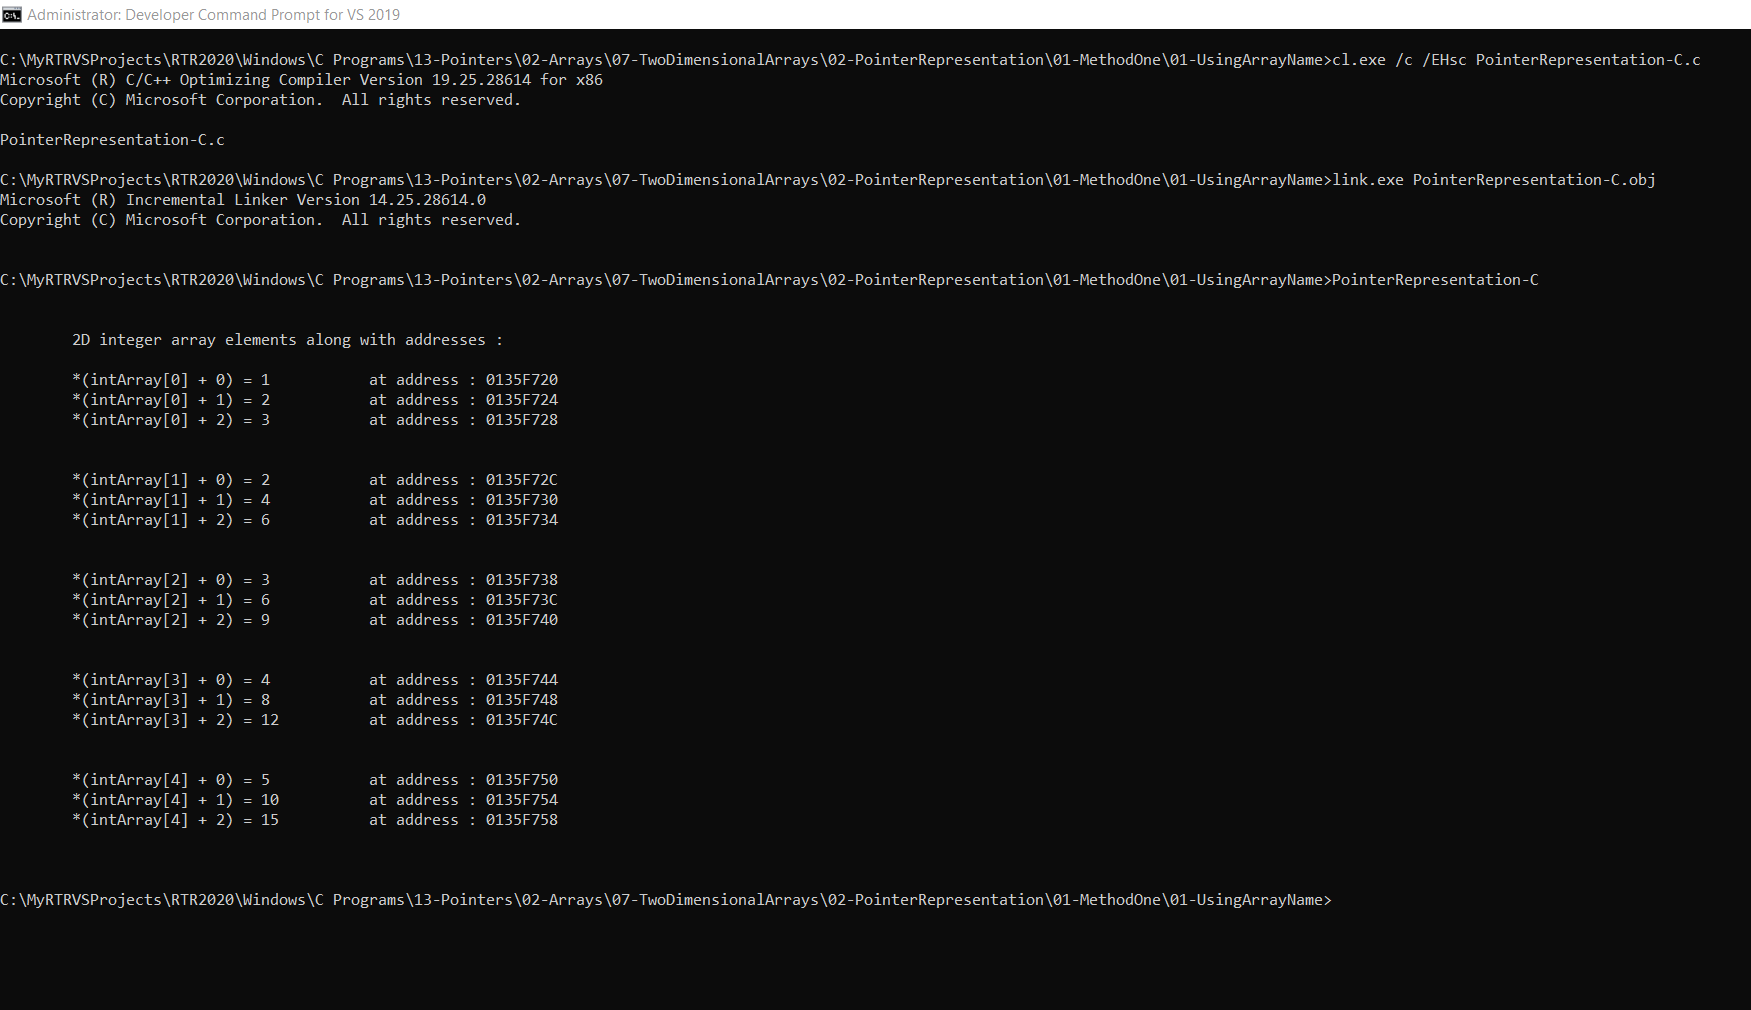 Administrator: Developer Command Prompt for VS 2019
C:\MyRTRVSProjects\RTR2020\Windows\C Programs\13-Pointers\02-Arrays\07-TwoDimensionalArrays\02-PointerRepresentation\01-MethodOne\01-UsingArrayName>cl.exe /c /EHsc PointerRepresentation-C.c
Microsoft (R) C/C++ Optimizing Compiler Version 19.25.28614 for x86
Copyright (C) Microsoft Corporation.  All rights reserved.
PointerRepresentation-C.c
C:\MyRTRVSProjects\RTR2020\Windows\C Programs\13-Pointers\02-Arrays\07-TwoDimensionalArrays\02-PointerRepresentation\01-MethodOne\01-UsingArrayName>link.exe PointerRepresentation-C.obj
Microsoft (R) Incremental Linker Version 14.25.28614.0
Copyright (C) Microsoft Corporation.  All rights reserved.
C:\MyRTRVSProjects\RTR2020\Windows\C Programs\13-Pointers\02-Arrays\07-TwoDimensionalArrays\02-PointerRepresentation\01-MethodOne\01-UsingArrayName>PointerRepresentation-C
2D integer array elements along with addresses :
*(intArray[0] + 0) = 1           at address : 0135F720
*(intArray[0] + 1) = 2           at address : 0135F724
*(intArray[0] + 2) = 3           at address : 0135F728
*(intArray[1] + 0) = 2           at address : 0135F72C
*(intArray[1] + 1) = 4           at address : 0135F730
*(intArray[1] + 2) = 6           at address : 0135F734
*(intArray[2] + 0) = 3           at address : 0135F738
*(intArray[2] + 1) = 6           at address : 0135F73C
*(intArray[2] + 2) = 9           at address : 0135F740
*(intArray[3] + 0) = 4           at address : 0135F744
*(intArray[3] + 1) = 8           at address : 0135F748
*(intArray[3] + 2) = 12          at address : 0135F74C
*(intArray[4] + 0) = 5           at address : 0135F750
*(intArray[4] + 1) = 10          at address : 0135F754
*(intArray[4] + 2) = 15          at address : 0135F758
C:\MyRTRVSProjects\RTR2020\Windows\C Programs\13-Pointers\02-Arrays\07-TwoDimensionalArrays\02-PointerRepresentation\01-MethodOne\01-UsingArrayName>